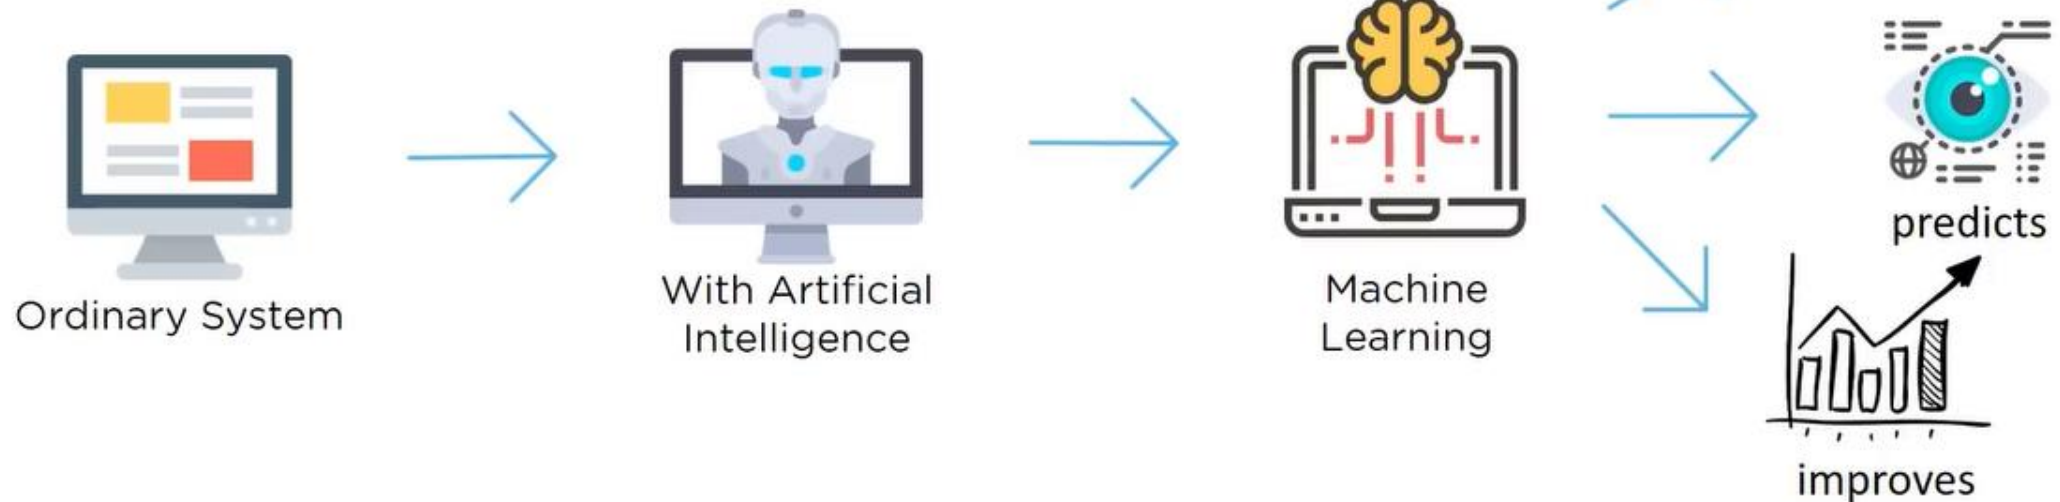 Ordinary System
With Artificial
Intelligence
Machine
Learning
predicts
improves